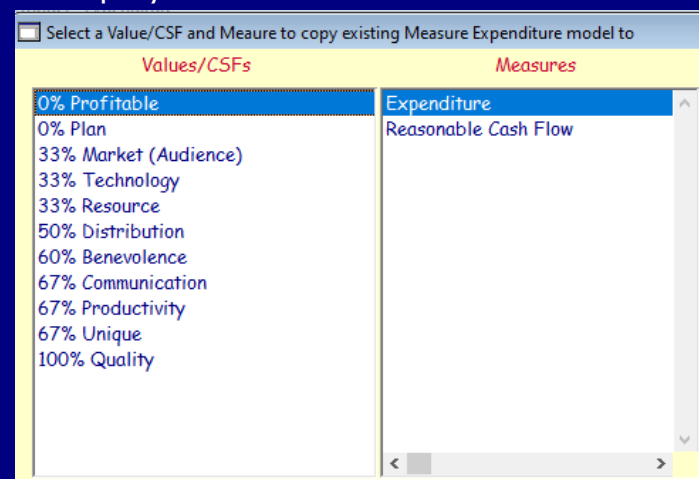 Select a Value/CSF and Meaure to copy existing Measure Expenditure model to
Values/CSFs
Measures
0% Profitable
0% Plan
33% Market (Audience)
33% Technology
33% Resource
50% Distribution
60% Benevolence
67% Communication
67% Productivity
67% Unique
100% Quality
Expenditure
Reasonable Cash Flow